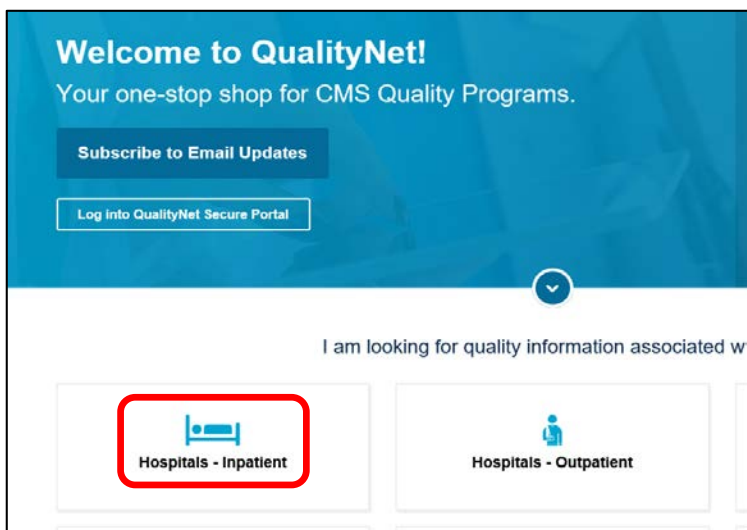 Welcome to QualityNet!
Your one-stop shop for CMS Quality Programs.
Subscribe to Email Updates
Log into QualityNet Secure Portal
I am looking for quality information associated w
Hospitals - Inpatient
Hospitals - Outpatient